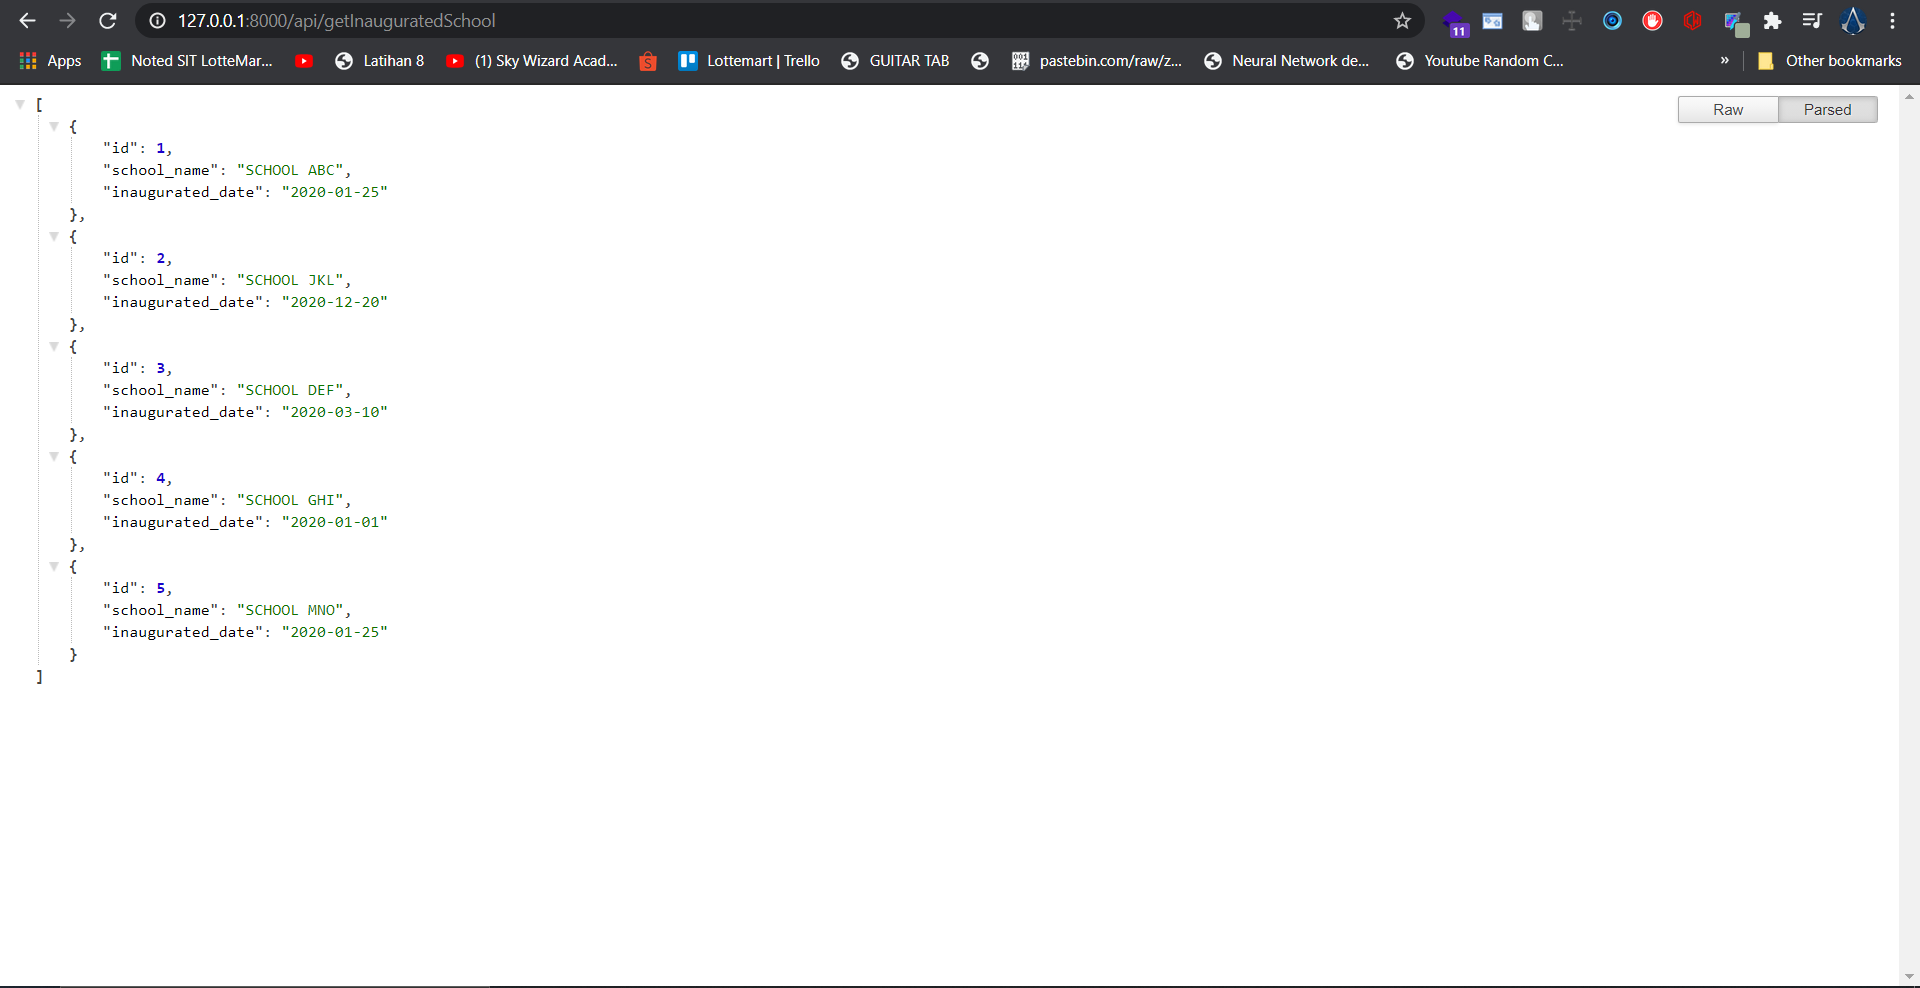 127.0.0.1:8000/api/getInauguratedSchool
11
Apps Noted SIT LotteMar... Latihan 8 (1) Sky Wizard Acad... Lottemart | Trello GUITAR TAB pastebin.com/raw/z... Neural Network de... Youtube Random C... » Other bookmarks
Raw Parsed
[
{
"id": 1,
"school_name": "SCHOOL ABC",
"inaugurated_date": "2020-01-25"
},
{
"id": 2,
"school_name": "SCHOOL JKL",
"inaugurated_date": "2020-12-20"
},
{
"id": 3,
"school_name": "SCHOOL DEF",
"inaugurated_date": "2020-03-10"
},
{
"id": 4,
"school_name": "SCHOOL GHI",
"inaugurated_date": "2020-01-01"
},
{
"id": 5,
"school_name": "SCHOOL MNO",
"inaugurated_date": "2020-01-25"
}
]